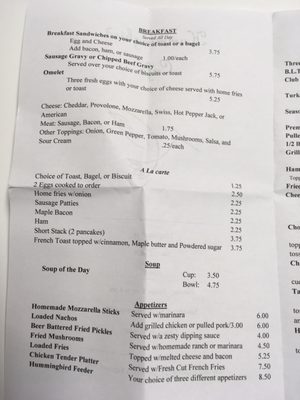 BREAKFAST
Served All Day
Breakfast Sandwiches on your choice of toast or a bagel
Egg and Cheese 3.75
Add bacon, ham, or sausage 1.00/each
Sausage Gravy or Chipped Beef Gravy
Served over your choice of biscuits or toast 5.75
Omelet
Three fresh eggs with your choice of cheese served with home fries
or toast 5.25
Cheese: Cheddar, Provolone, Mozzarella, Swiss, Hot Pepper Jack, or
American
Meat: Sausage, Bacon, or Ham 1.75
Other Toppings: Onion, Green Pepper, Tomato, Mushrooms, Salsa, and
Sour Cream .25/each
A La carte
Choice of Toast, Bagel, or Biscuit 1.25
2 Eggs cooked to order 2.50
Home fries w/onion 2.25
Sausage Patties 2.25
Maple Bacon 2.25
Ham 2.25
Short Stack (2 pancakes) 3.75
French Toast topped w/cinnamon, Maple butter and Powdered sugar 3.75
Soup
Soup of the Day Cup: 3.50
Bowl: 4.75
Appetizers
Homemade Mozzarella Sticks Served w/marinara 6.00
Loaded Nachos Add grilled chicken or pulled pork/3.00 6.00
Beer Battered Fried Pickles Served w/a zesty dipping sauce 4.00
Fried Mushrooms Served w/homemade ranch or marinara 4.50
Loaded Fries Topped w/melted cheese and bacon 5.25
Chicken Tender Platter Served w/Fresh Cut French Fries 7.50
Hummingbird Feeder Your choice of three different appetizers 8.50
Three
B.L.T
Club
Turk
Seaso
Pulle
1/2 l
Grill
Ham
Fried
Chee